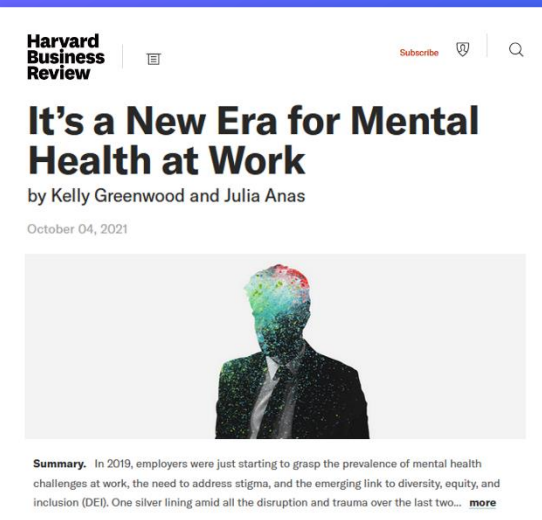 Harvard
Business
Review
Subscribe
It's a New Era for Mental
Health at Work
by Kelly Greenwood and Julia Anas
October 04, 2021
Summary. In 2019, employers were just starting to grasp the prevalence of mental health
challenges at work, the need to address stigma, and the emerging link to diversity, equity, and
inclusion (DEI). One silver lining amid all the disruption and trauma over the last two... more